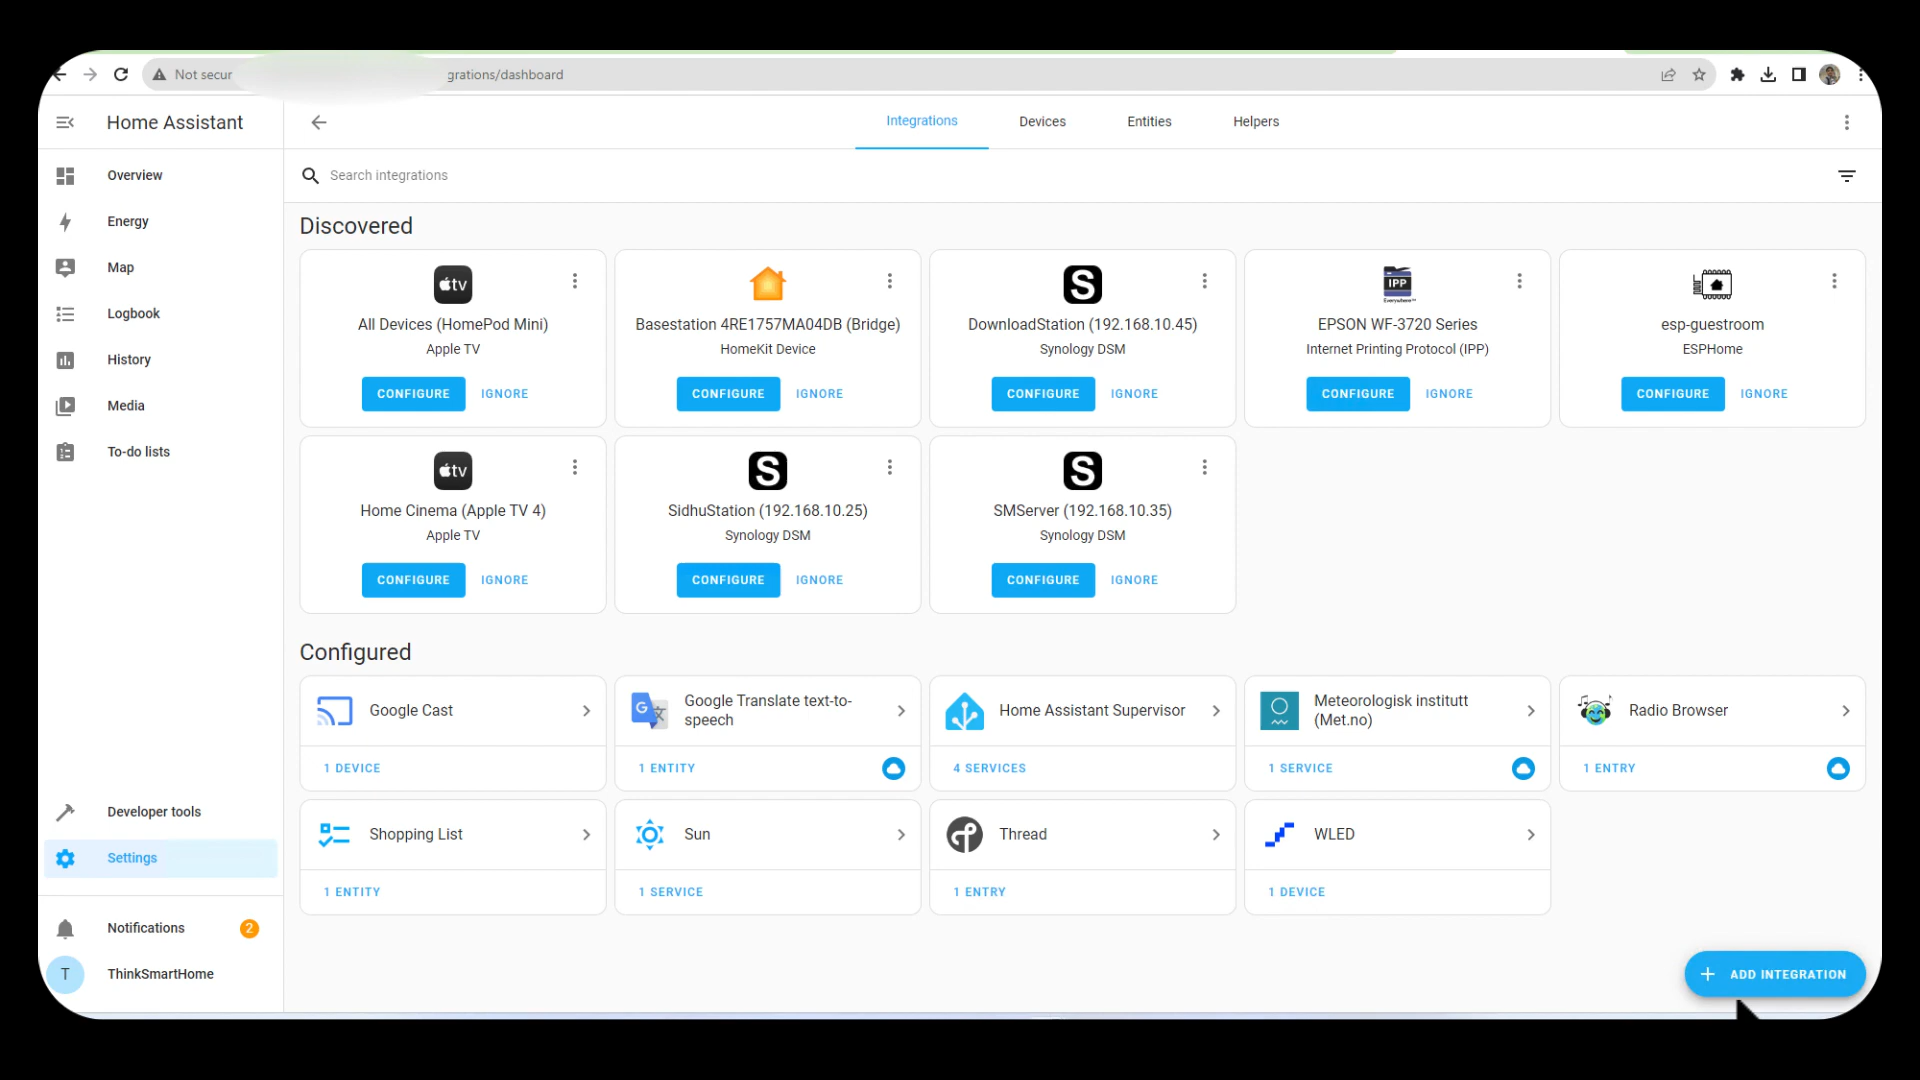 Not secur
grations/dashboard
Home Assistant
Integrations
Devices
Entities
Helpers
Search integrations
Overview
Energy
Map
Logbook
History
Media
To-do lists
Developer tools
Settings
Notifications
2
T
ThinkSmartHome
Discovered
tv
All Devices (HomePod Mini)
Apple TV
CONFIGURE
IGNORE
Basestation 4RE1757MA04DB (Bridge)
HomeKit Device
CONFIGURE
IGNORE
S
DownloadStation (192.168.10.45)
Synology DSM
CONFIGURE
IGNORE
IPP
Everywhere
EPSON WF-3720 Series
Internet Printing Protocol (IPP)
CONFIGURE
IGNORE
esp-guestroom
ESPHome
CONFIGURE
IGNORE
tv
Home Cinema (Apple TV 4)
Apple TV
CONFIGURE
IGNORE
S
SidhuStation (192.168.10.25)
Synology DSM
CONFIGURE
IGNORE
S
SMServer (192.168.10.35)
Synology DSM
CONFIGURE
IGNORE
Configured
Google Cast
1 DEVICE
G 文
Google Translate text-to-
speech
1 ENTITY
Home Assistant Supervisor
4 SERVICES
Meteorologisk institutt
(Met.no)
1 SERVICE
Radio Browser
1 ENTRY
Shopping List
1 ENTITY
Sun
1 SERVICE
Thread
1 ENTRY
WLED
1 DEVICE
ADD INTEGRATION